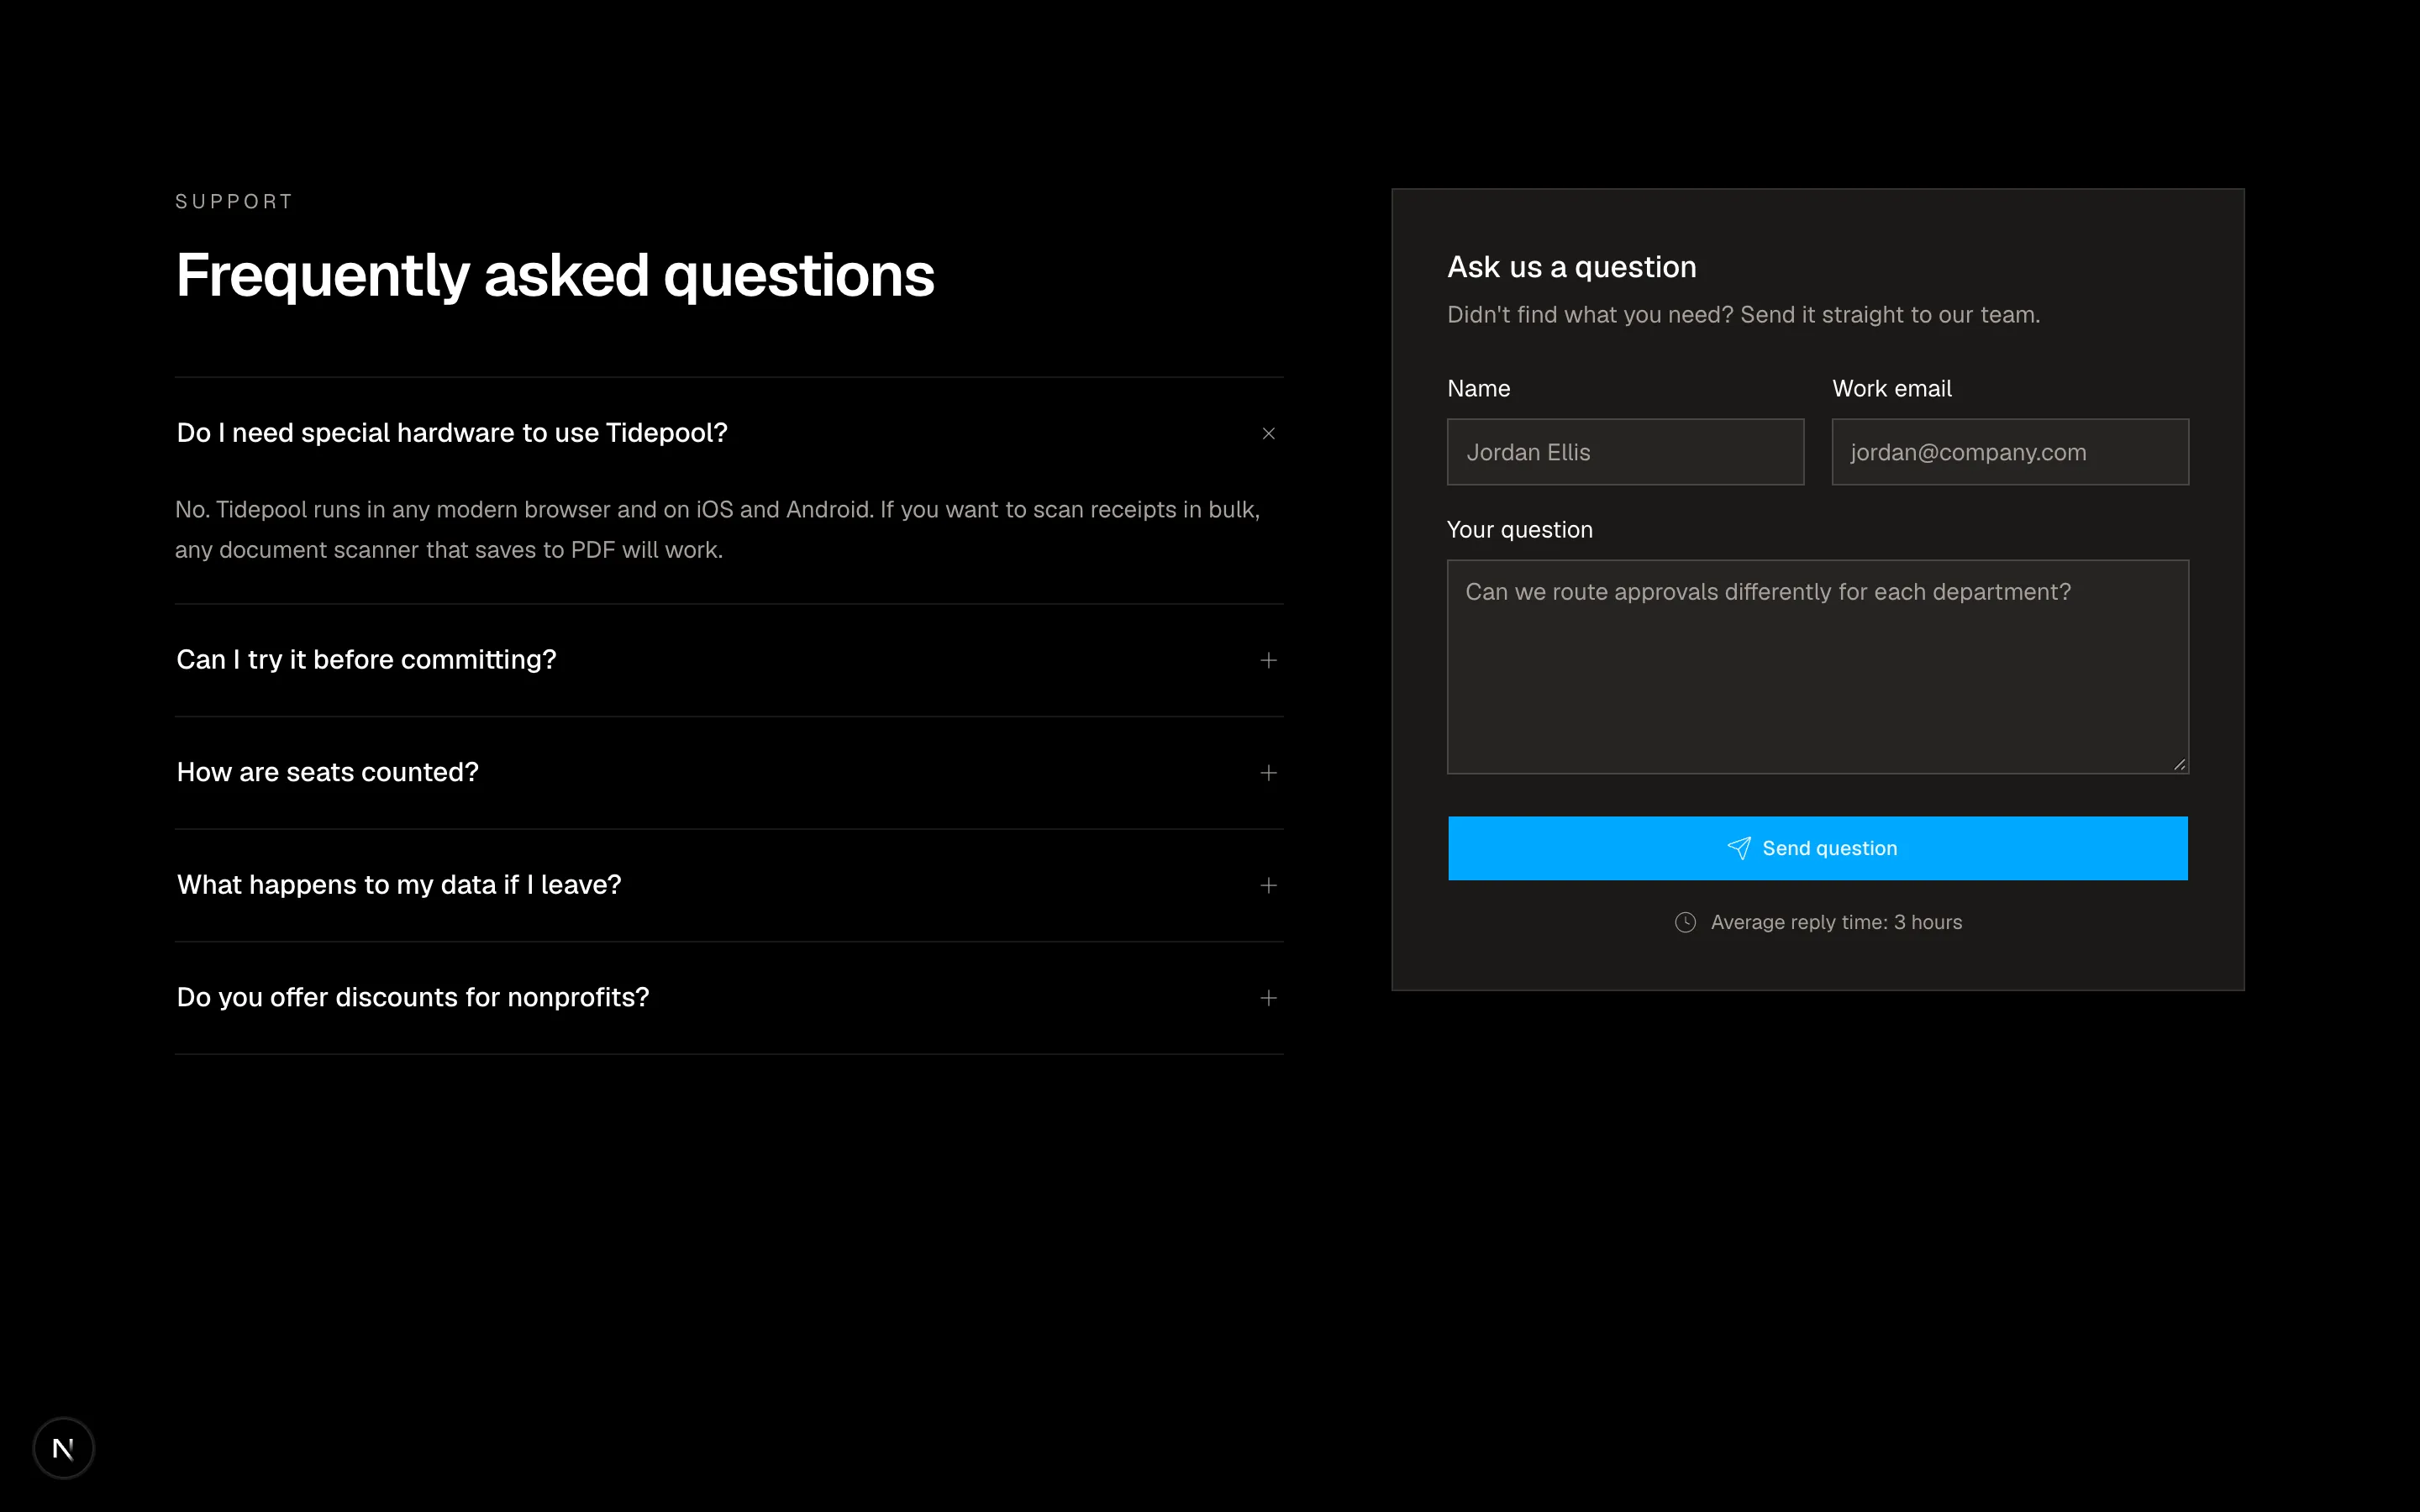 SUPPORT
Frequently asked questions
Do I need special hardware to use Tidepool?
No. Tidepool runs in any modern browser and on iOS and Android. If you want to scan receipts in bulk,
any document scanner that saves to PDF will work.
Can I try it before committing?
How are seats counted?
What happens to my data if I leave?
Do you offer discounts for nonprofits?
Ask us a question
Didn't find what you need? Send it straight to our team.
Name
Work email
Jordan Ellis
jordan@company.com
Your question
Can we route approvals differently for each department?
Send question
Average reply time: 3 hours
N